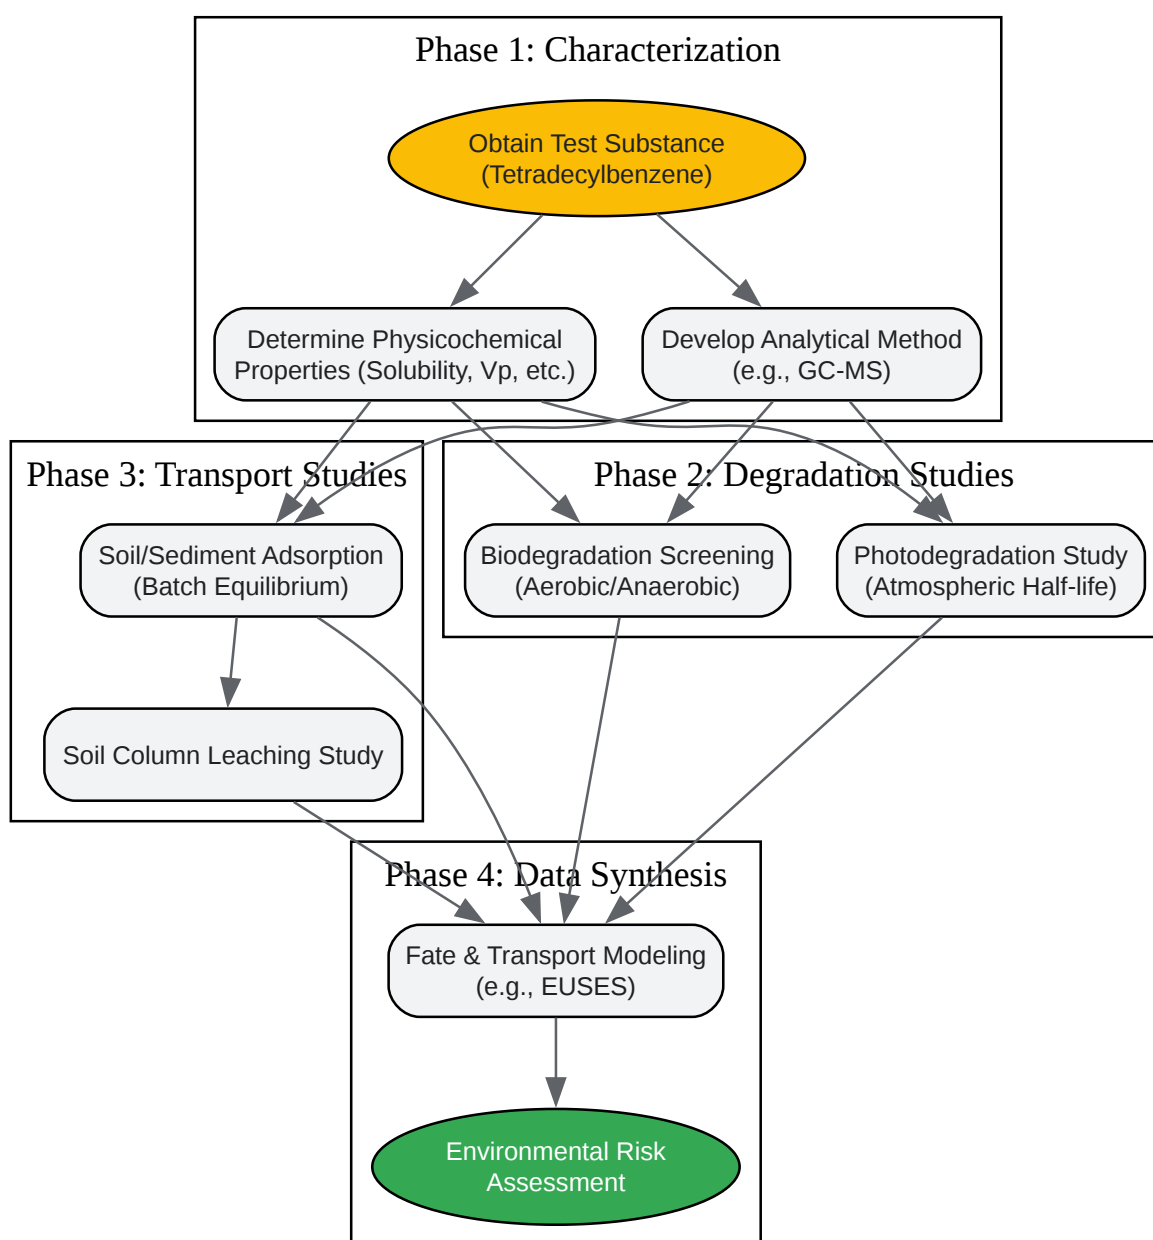 Phase 1: Characterization
Obtain Test Substance
(Tetradecylbenzene)
Determine Physicochemical
Properties (Solubility, Vp, etc.)
Develop Analytical Method
(e.g., GC-MS)
Phase 3: Transport Studies
Phase 2: Degradation Studies
Soil/Sediment Adsorption
(Batch Equilibrium)
Biodegradation Screening
(Aerobic/Anaerobic)
Photodegradation Study
(Atmospheric Half-life)
Soil Column Leaching Study
Phase 4: Data Synthesis
Fate & Transport Modeling
(e.g., EUSES)
Environmental Risk
Assessment